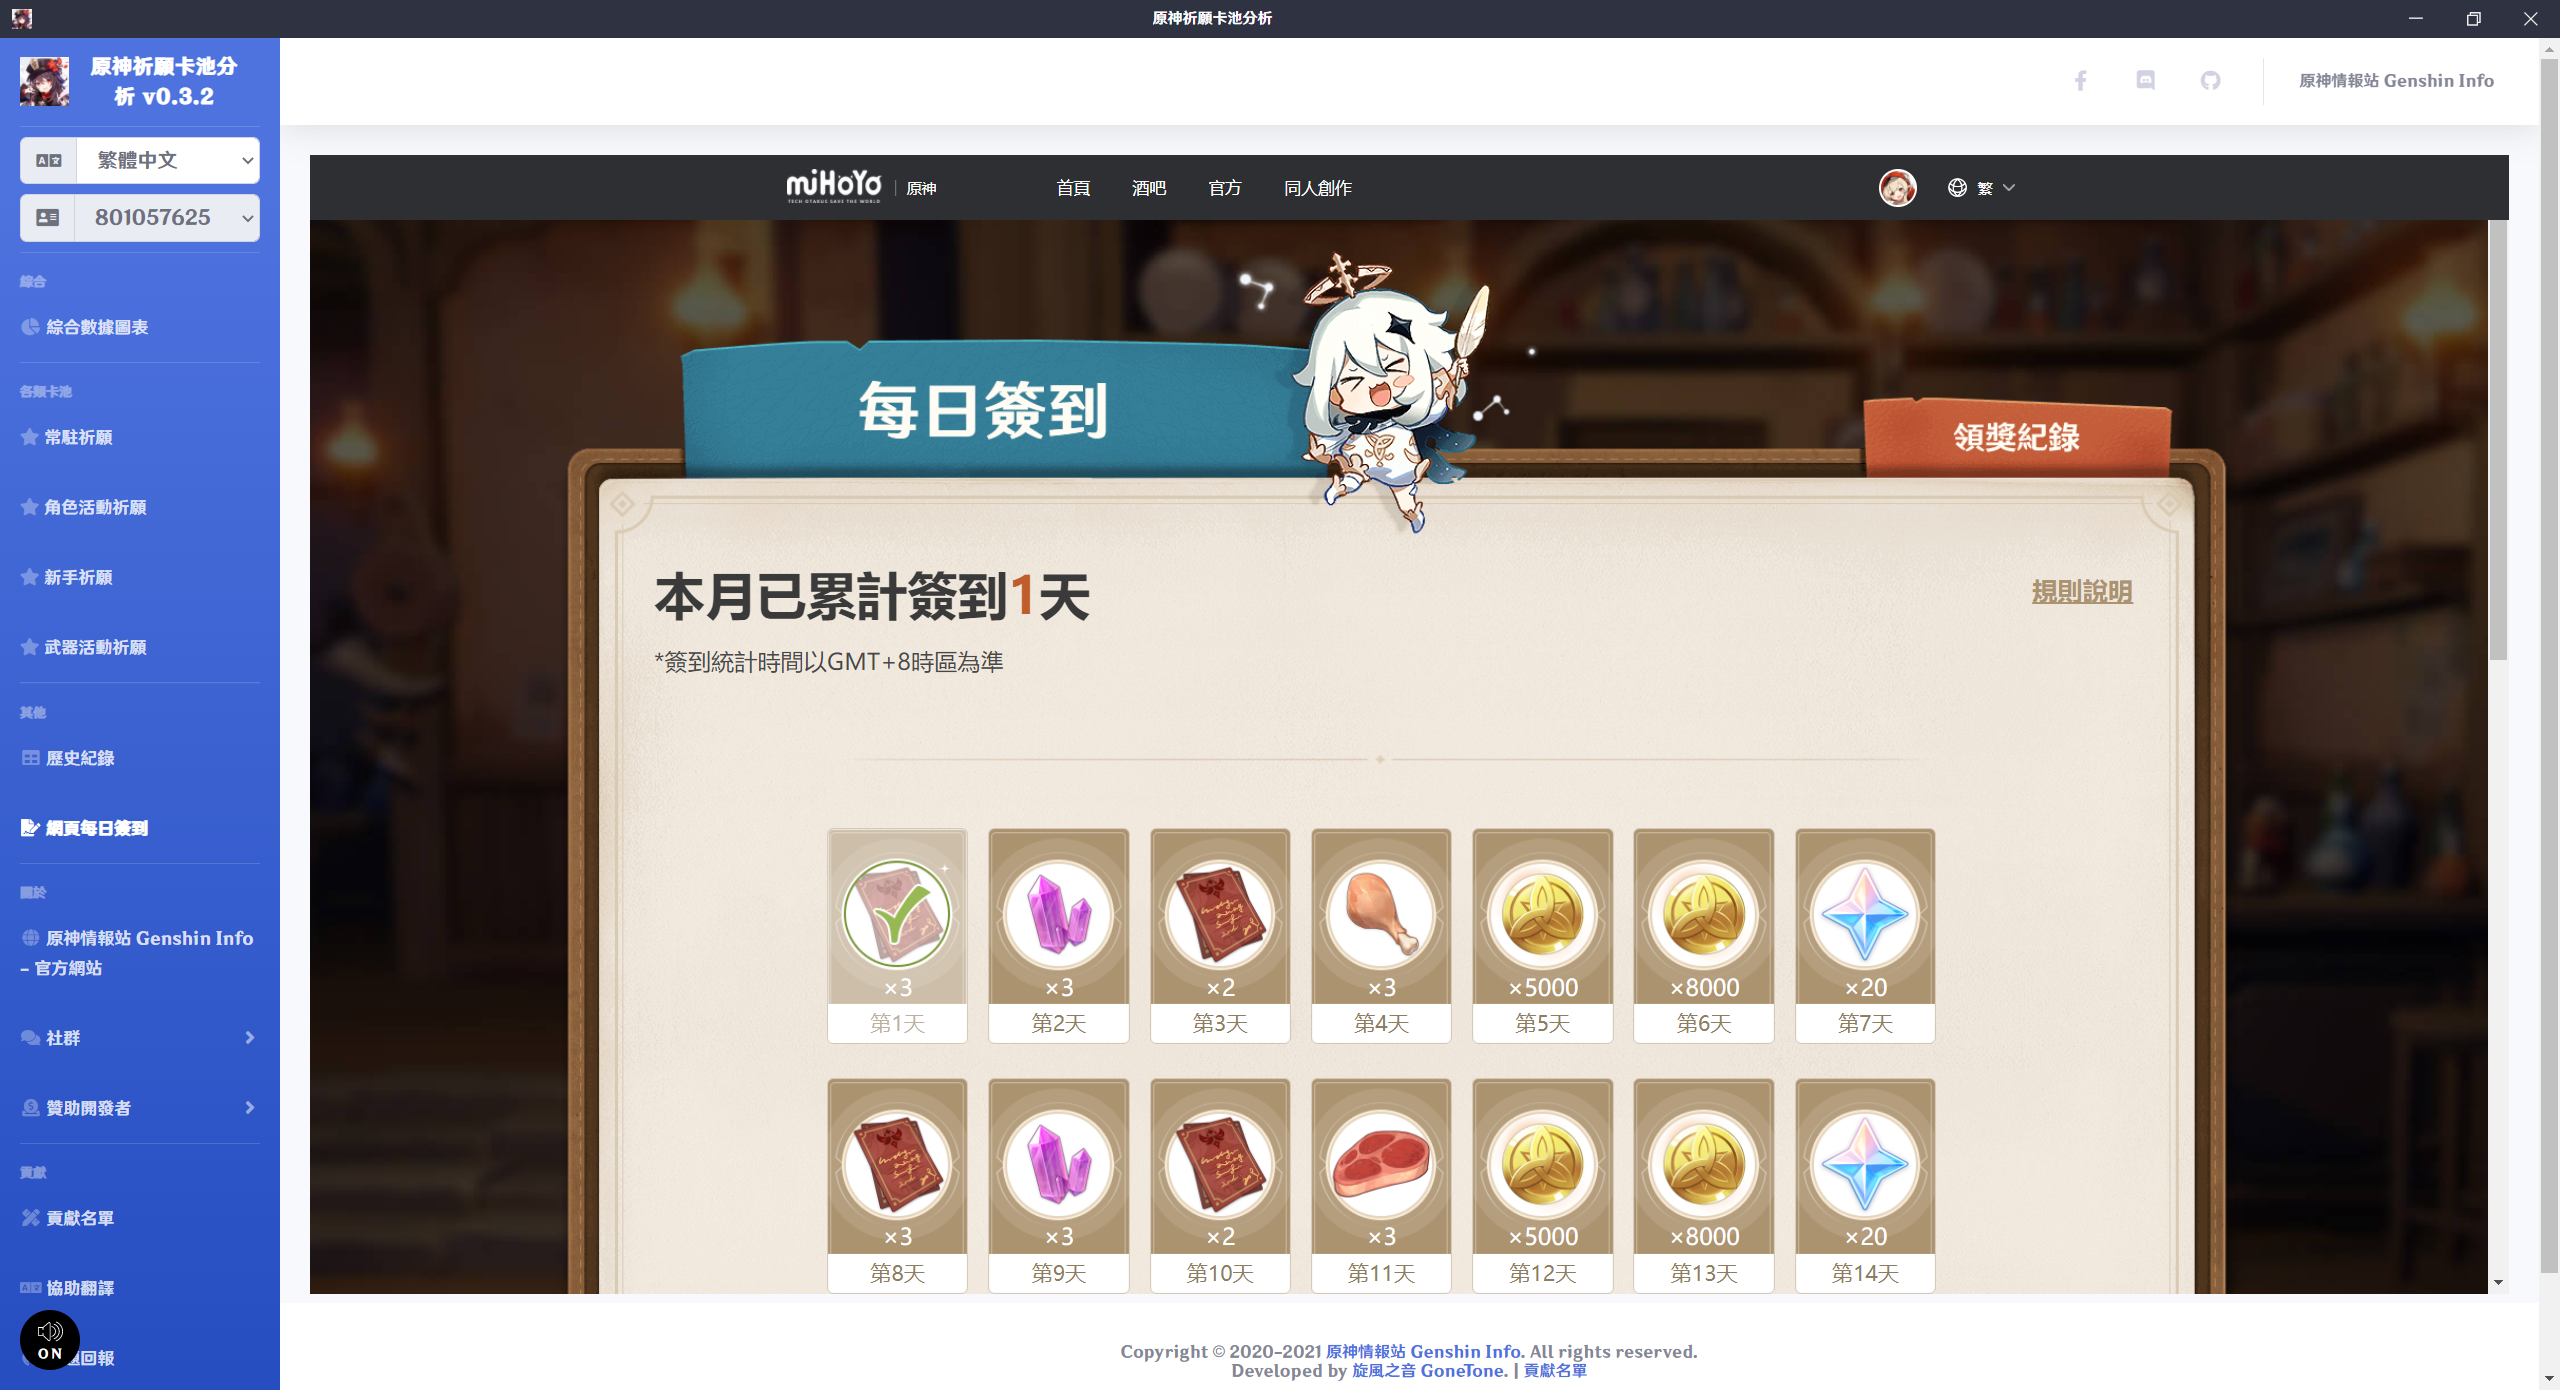 原神祈願卡池分析
原神祈願卡池分
析 v0.3.2
繁體中文
801057625
綜合
綜合數據圖表
各類卡池
常駐祈願
角色活動祈願
新手祈願
武器活動祈願
其他
歷史紀錄
網頁每日簽到
關於
原神情報站 Genshin Info
- 官方網站
社群
贊助開發者
貢獻
貢獻名單
協助翻譯
ON
回報
原神情報站 Genshin Info
miHoYo
TECH OTAKUS SAVE THE WORLD
原神
首頁
酒吧
官方
同人創作
繁
每日簽到
領獎紀錄
本月已累計簽到1天
規則說明
*簽到統計時間以GMT+8時區為準
×3 ×3 ×2 ×3 ×5000 ×8000 ×20
第1天 第2天 第3天 第4天 第5天 第6天 第7天
×3 ×3 ×2 ×3 ×5000 ×8000 ×20
第8天 第9天 第10天 第11天 第12天 第13天 第14天
Copyright © 2020-2021 原神情報站 Genshin Info. All rights reserved.
Developed by 旋風之音 GoneTone. | 貢獻名單